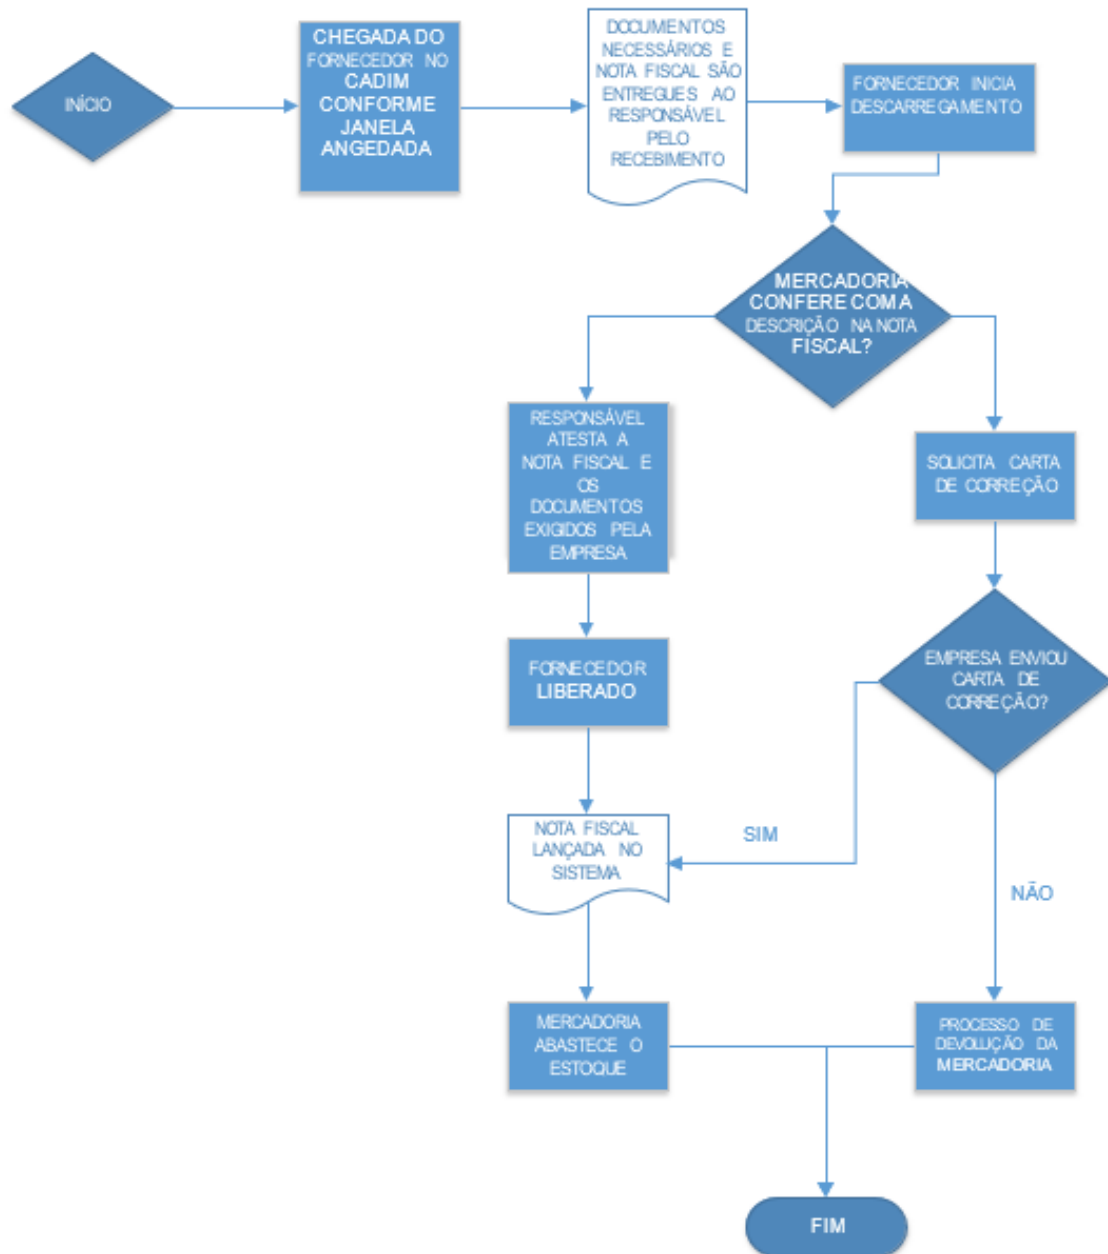 INÍCIO
CHEGADA DO
FORNECEDOR NO
CADIM
CONFORME
JANELA
ANGEDADA
DOCUMENTOS
NECESSÁRIOS E
NOTA FISCAL SÃO
ENTREGUES AO
RESPONSÁVEL
PELO
RECEBIMENTO
FORNECEDOR INICIA
DESCARREGAMENTO
MERCADORIA
CONFERE COM A
DESCRIÇÃO NA NOTA
FISCAL?
RESPONSÁVEL
ATESTA A
NOTA FISCAL E
OS
DOCUMENTOS
EXIGIDOS PELA
EMPRESA
SOLICITA CARTA
DE CORREÇÃO
FORNECEDOR
LIBERADO
EMPRESA ENVIOU
CARTA DE
CORREÇÃO?
NOTA FISCAL
LANÇADA NO
SISTEMA
SIM
NÃO
MERCADORIA
ABASTECE O
ESTOQUE
PROCESSO DE
DEVOLUÇÃO DA
MERCADORIA
FIM